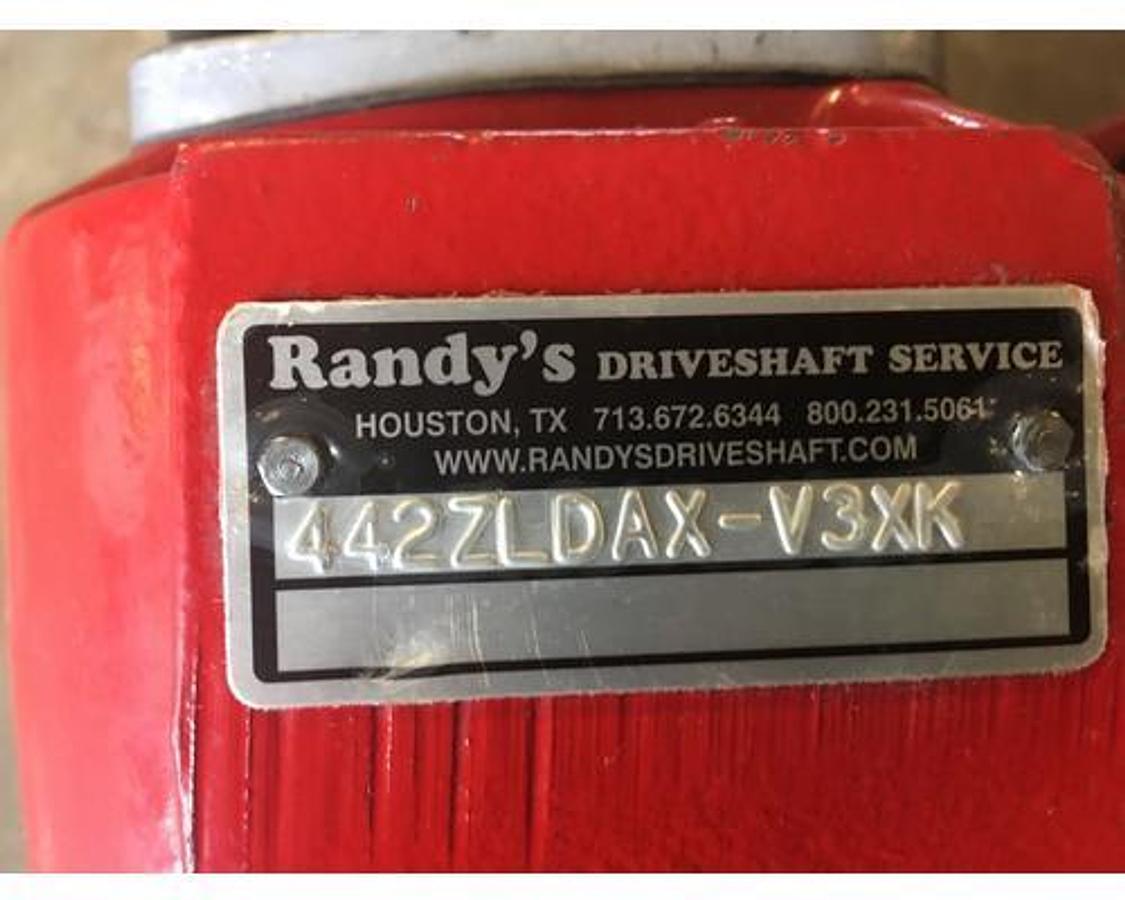 Randy's DRIVESHAFT SERVICE
HOUSTON, TX 713.672.6344 800.231.5061
WWW.RANDYSDRIVESHAFT.COM
442ZLDAX-V3XK